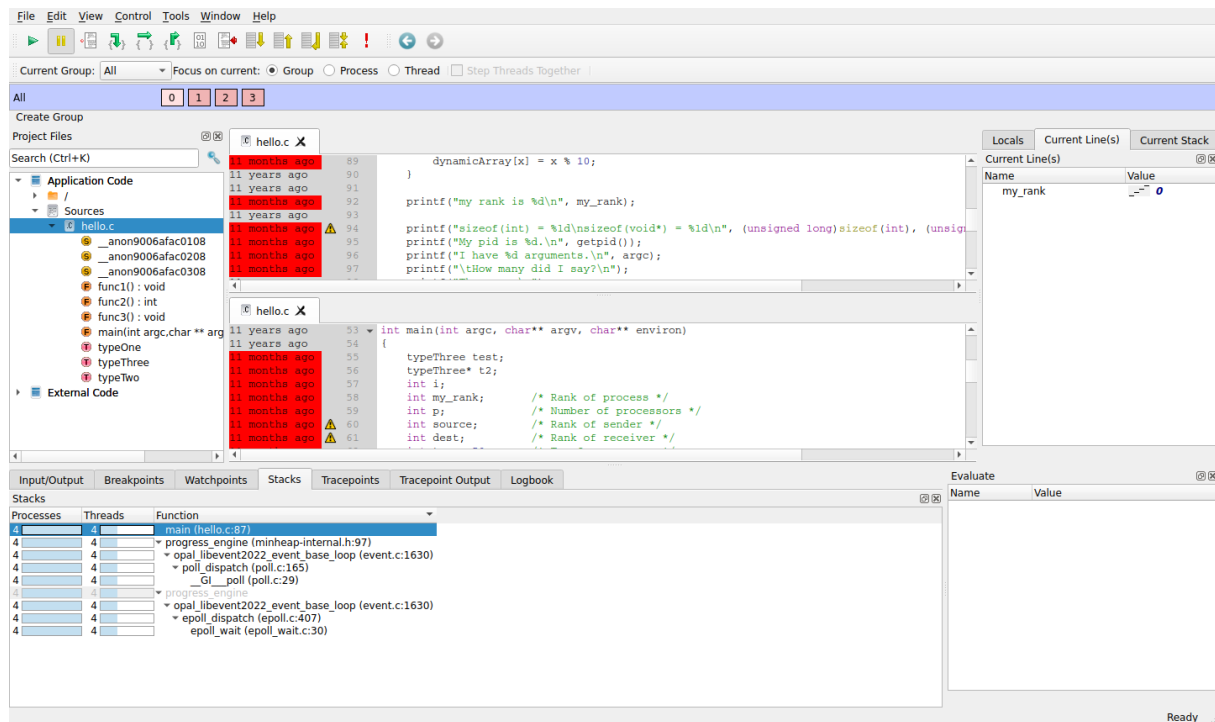 File Edit View Control Tools Window Help
Current Group: All Focus on current: Group Process Thread Step Threads Together
All 0 1 2 3
Create Group
Project Files
Search (Ctrl+K)
Application Code
/
Sources
hello.c
__anon9006afac0108
__anon9006afac0208
__anon9006afac0308
func1() : void
func2() : int
func3() : void
main(int argc,char ** arg
typeOne
typeThree
typeTwo
External Code
hello.c
11 months ago 89 dynamicArray[x] = x % 10;
11 years ago 90 }
11 years ago 91
11 months ago 92 printf("my rank is %d\n", my_rank);
11 years ago 93
11 months ago 94 printf("sizeof(int) = %ld\nsizeof(void*) = %ld\n", (unsigned long)sizeof(int), (unsign
11 months ago 95 printf("My pid is %d.\n", getpid());
11 months ago 96 printf("I have %d arguments.\n", argc);
11 months ago 97 printf("\tHow many did I say?\n");
hello.c
11 years ago 53 int main(int argc, char** argv, char** environ)
11 years ago 54 {
11 months ago 55 typeThree test;
11 months ago 56 typeThree* t2;
11 months ago 57 int i;
11 months ago 58 int my_rank; /* Rank of process */
11 months ago 59 int p; /* Number of processors */
11 months ago 60 int source; /* Rank of sender */
11 months ago 61 int dest; /* Rank of receiver */
Locals Current Line(s) Current Stack
Current Line(s)
Name Value
my_rank 0
Input/Output Breakpoints Watchpoints Stacks Tracepoints Tracepoint Output Logbook
Stacks
Processes Threads Function
4 4 main (hello.c:87)
4 4 progress_engine (minheap-internal.h:97)
4 4 opal_libevent2022_event_base_loop (event.c:1630)
4 4 poll_dispatch (poll.c:165)
4 4 __GI___poll (poll.c:29)
4 4 progress_engine
4 4 opal_libevent2022_event_base_loop (event.c:1630)
4 4 epoll_dispatch (epoll.c:407)
4 4 epoll_wait (epoll_wait.c:30)
Evaluate
Name Value
Ready